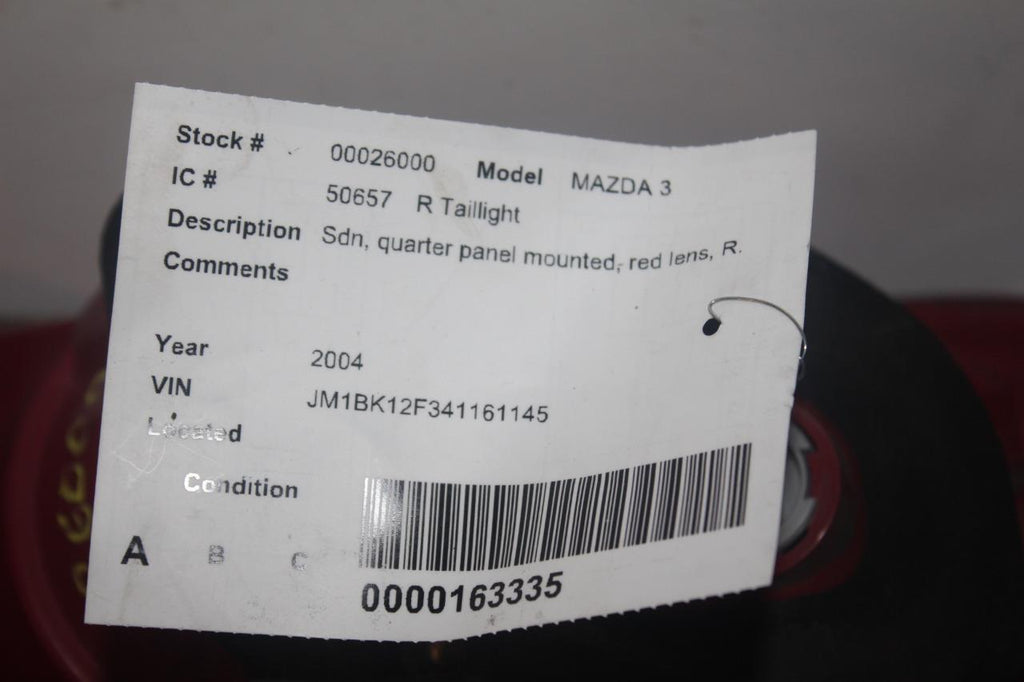 Stock # 00026000 Model MAZDA 3
IC # 50657 R Taillight
Description Sdn, quarter panel mounted, red lens, R.
Comments
Year 2004
VIN JM1BK12F341161145
Located
Condition
A B C
0000163335